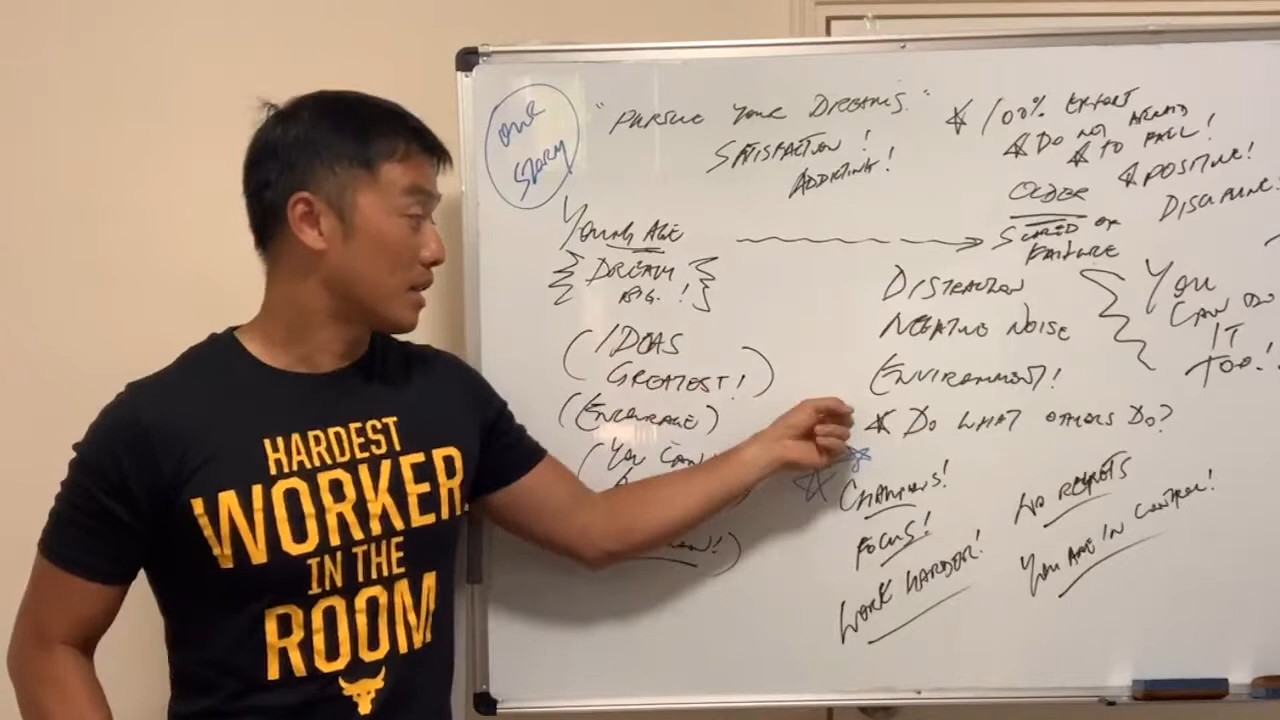 HARDEST
WORKER
IN THE
ROOM
OUR
STORY
"PURSUE YOUR DREAMS."
SATISFACTION!
ADDICTING!
100% EFFORT
DO NOT AFRAID
TO FAIL!
POSITIVE!
DISCIPLINE
YOUNG AGE
DREAM
BIG!
OLDER
SCARED OF
FAILURE
(IDEAS
GREATEST!)
(ENCOURAGE)
(YOU CAN
DISTRACTION
NEGATIVE NOISE
ENVIRONMENT!
DO WHAT OTHERS DO?
YOU
CAN DO
IT
TOO!
CHAMPIONS!
FOCUS!
WORK HARDER!
NO REGRETS
YOU ARE IN CONTROL!